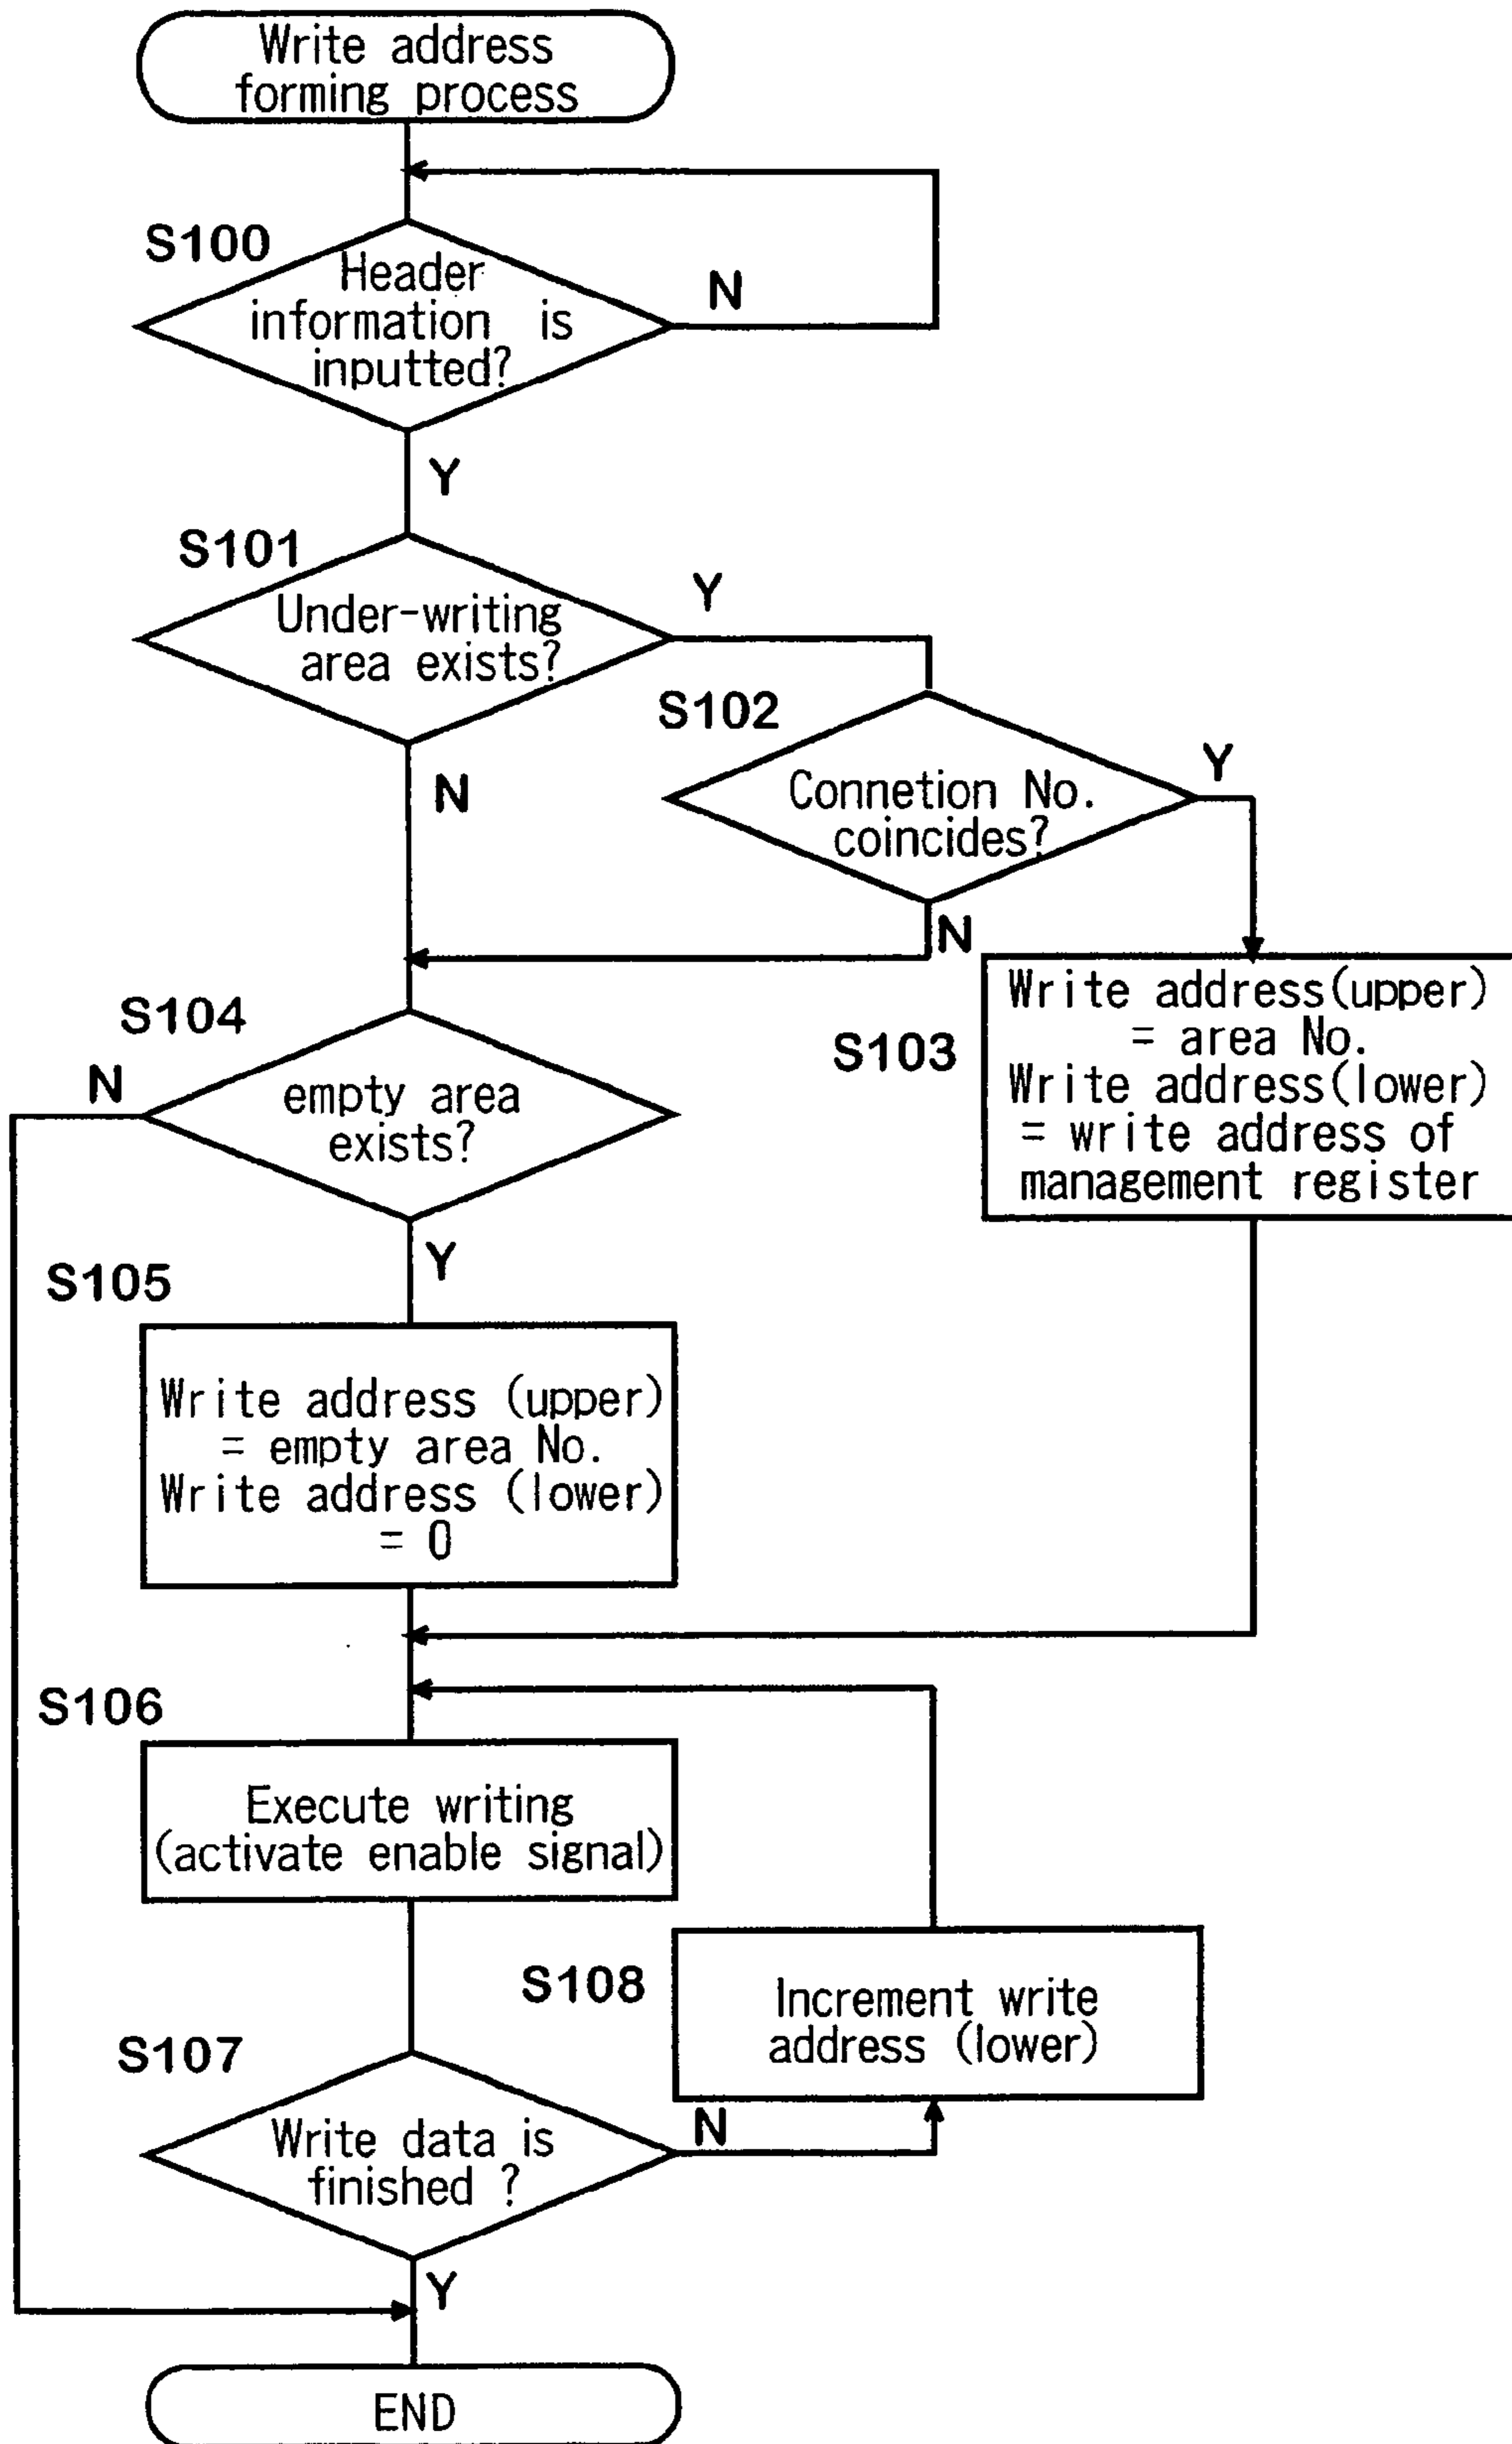 Write address
forming process
S100
Header
information is
inputted?
N
Y
S101
Under-writing
area exists?
Y
N
S102
Connetion No.
coincides?
Y
N
S103
Write address(upper)
= area No.
Write address(lower)
= write address of
management register
S104
empty area
exists?
N
Y
S105
Write address (upper)
= empty area No.
Write address (lower)
= 0
S106
Execute writing
(activate enable signal)
S108
Increment write
address (lower)
S107
Write data is
finished ?
N
Y
END